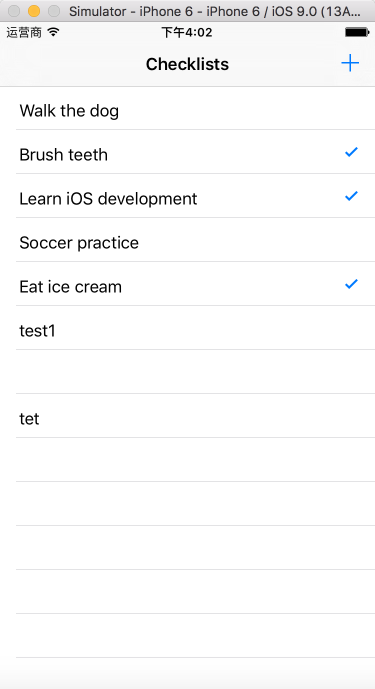 Simulator - iPhone 6 - iPhone 6 / iOS 9.0 (13A...
运营商 下午4:02
Checklists
Walk the dog
Brush teeth
Learn iOS development
Soccer practice
Eat ice cream
test1
tet